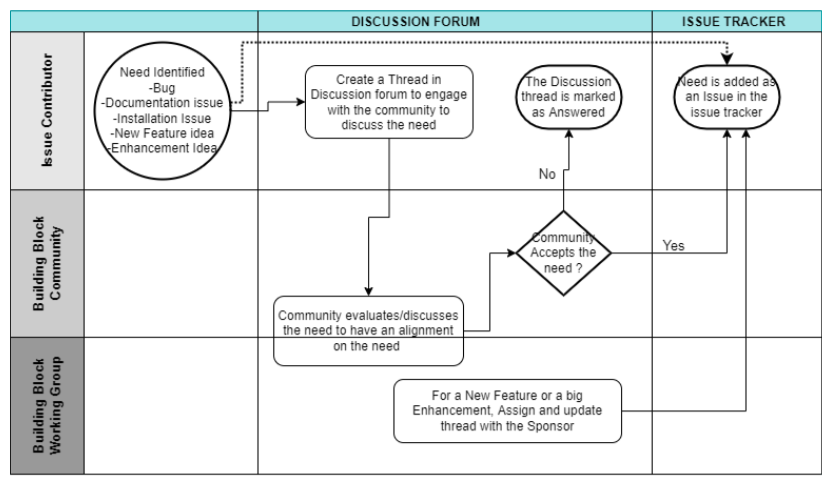 DISCUSSION FORUM
ISSUE TRACKER
Issue Contributor
Need Identified
-Bug
-Documentation issue
-Installation Issue
-New Feature idea
-Enhancement Idea
Create a Thread in
Discussion forum to engage
with the community to
discuss the need
The Discussion
thread is marked
as Answered
Need is added as
an Issue in the
issue tracker
No
Building Block
Community
Community
Accepts the
need ?
Yes
Community evaluates/discusses
the need to have an alignment
on the need
Building Block
Working Group
For a New Feature or a big
Enhancement, Assign and update
thread with the Sponsor